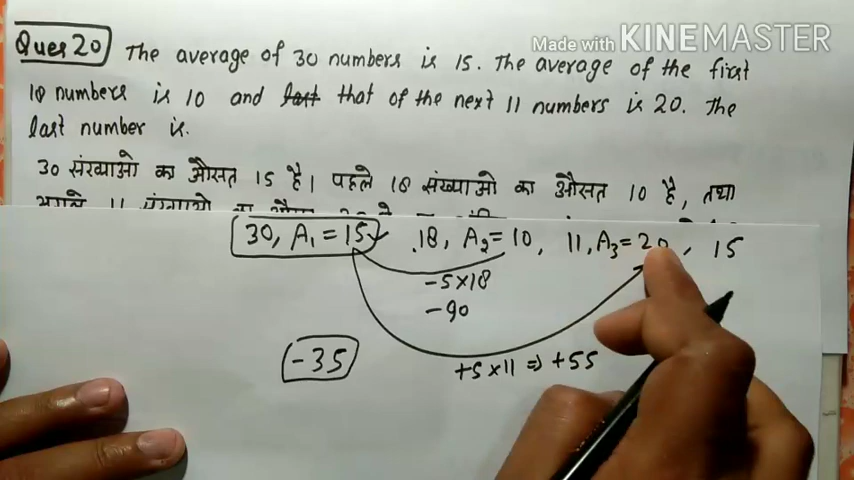 Made with KINEMASTER
Ques 20 The average of 30 numbers is 15. The average of the first
18 numbers is 10 and last that of the next 11 numbers is 20. The
last number is.
30 संख्याओ का औसत 15 है। पहले 18 संख्याओ का औसत 10 है, तथा
30, A₁ = 15 18, A₂ = 10, 11, A₃ = 20, 15
-5×18
-90
-35
+5×11 ⇒ +55